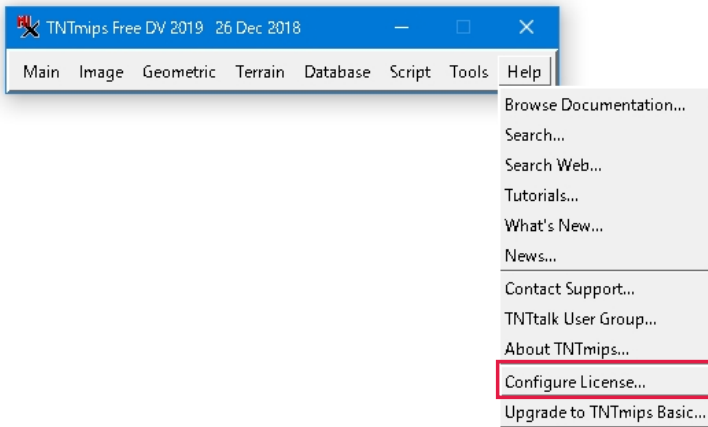 TNTmips Free DV 2019 26 Dec 2018
Main Image Geometric Terrain Database Script Tools Help
Browse Documentation...
Search...
Search Web...
Tutorials...
What's New...
News...
Contact Support...
TNTtalk User Group...
About TNTmips...
Configure License...
Upgrade to TNTmips Basic...